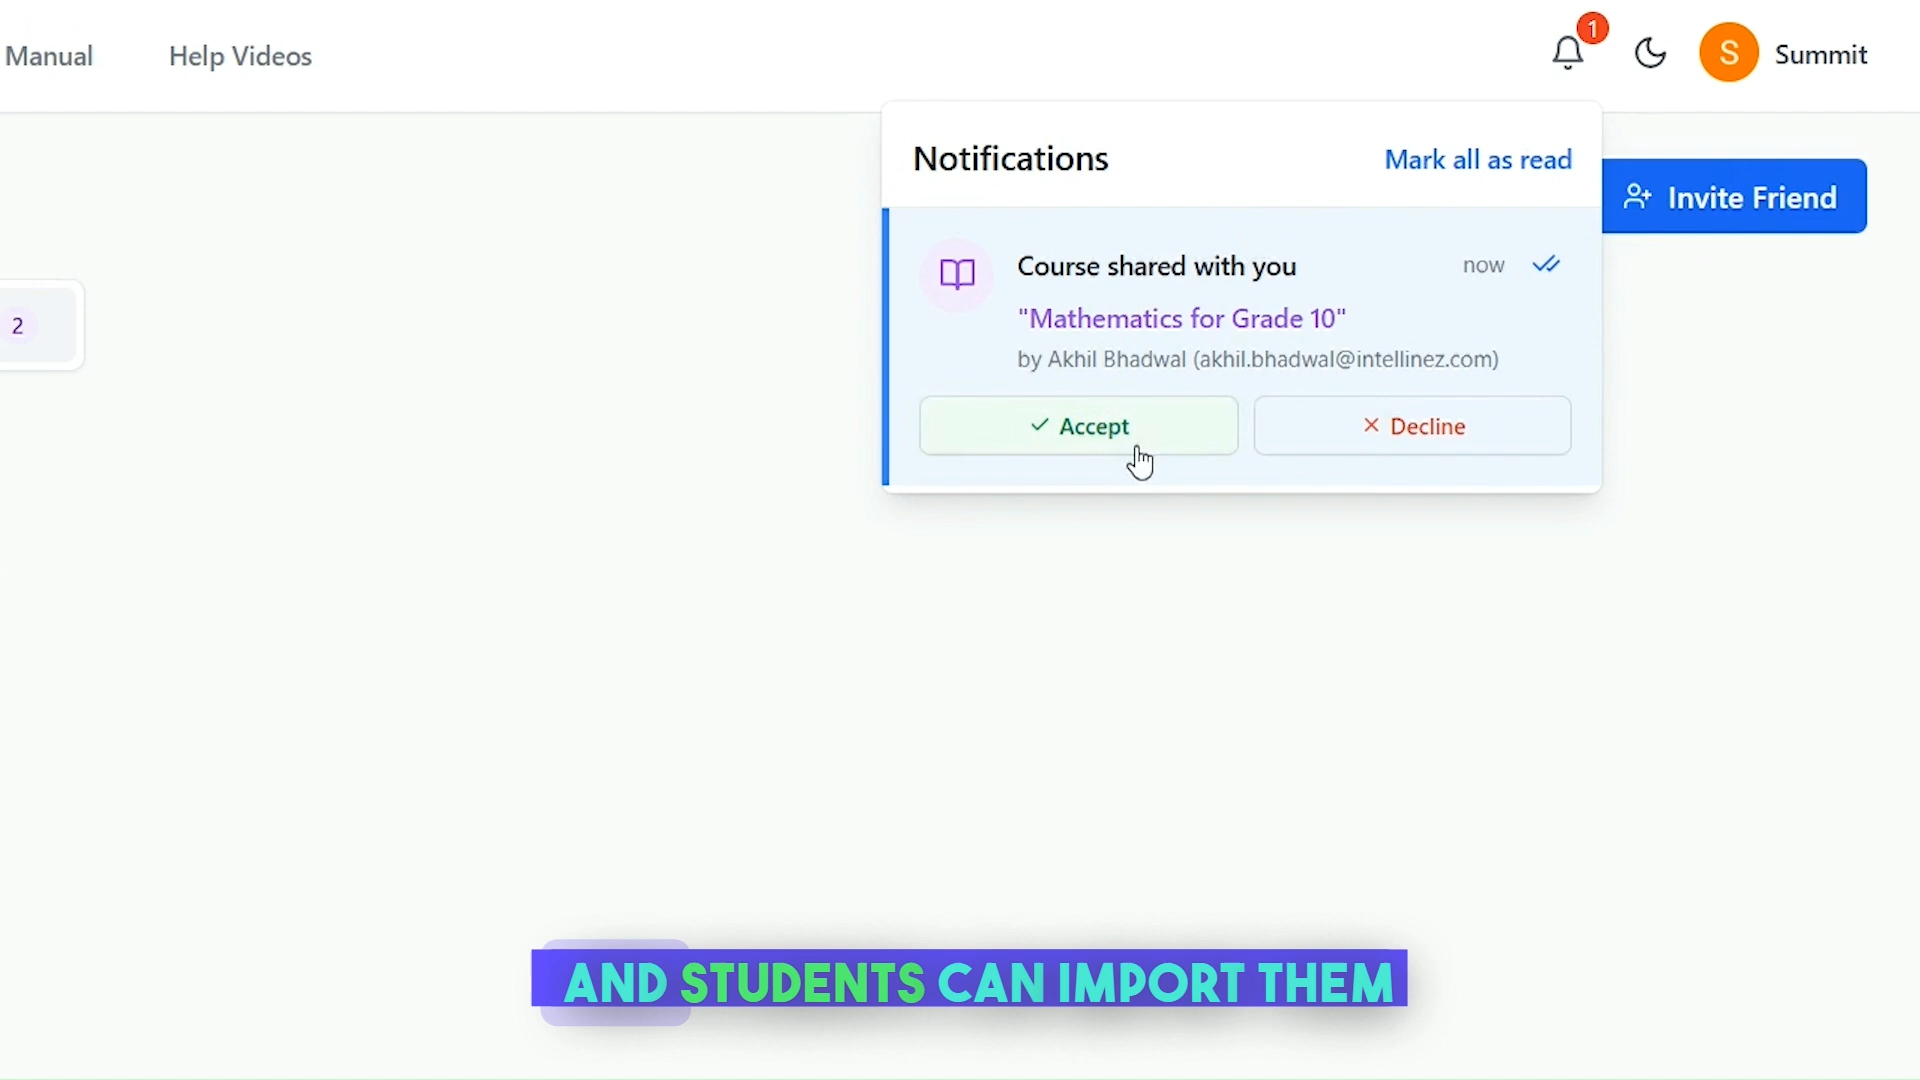 Manual Help Videos 1 S Summit
Notifications Mark all as read
Invite Friend
Course shared with you now
"Mathematics for Grade 10"
by Akhil Bhadwal (akhil.bhadwal@intellinez.com)
2
Accept Decline
AND STUDENTS CAN IMPORT THEM